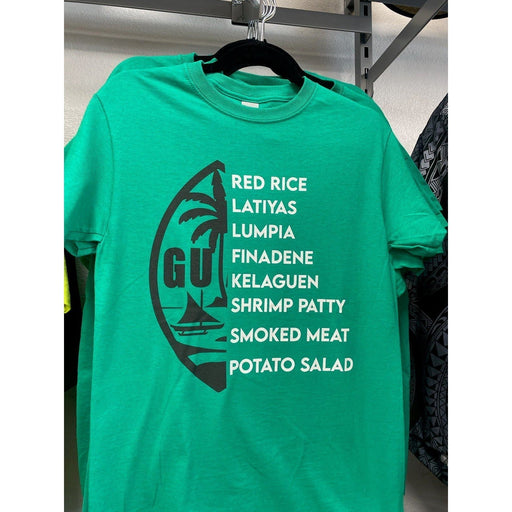 RED RICE
LATIYAS
LUMPIA
GU
FINADENE
KELAGUEN
SHRIMP PATTY
SMOKED MEAT
POTATO SALAD